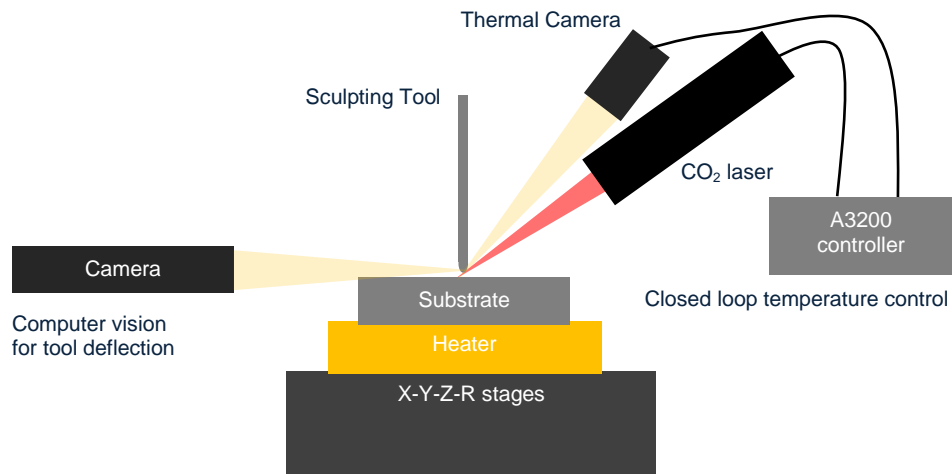 Thermal Camera
Sculpting Tool
CO₂ laser
A3200
controller
Camera
Substrate
Closed loop temperature control
Computer vision
for tool deflection
Heater
X-Y-Z-R stages